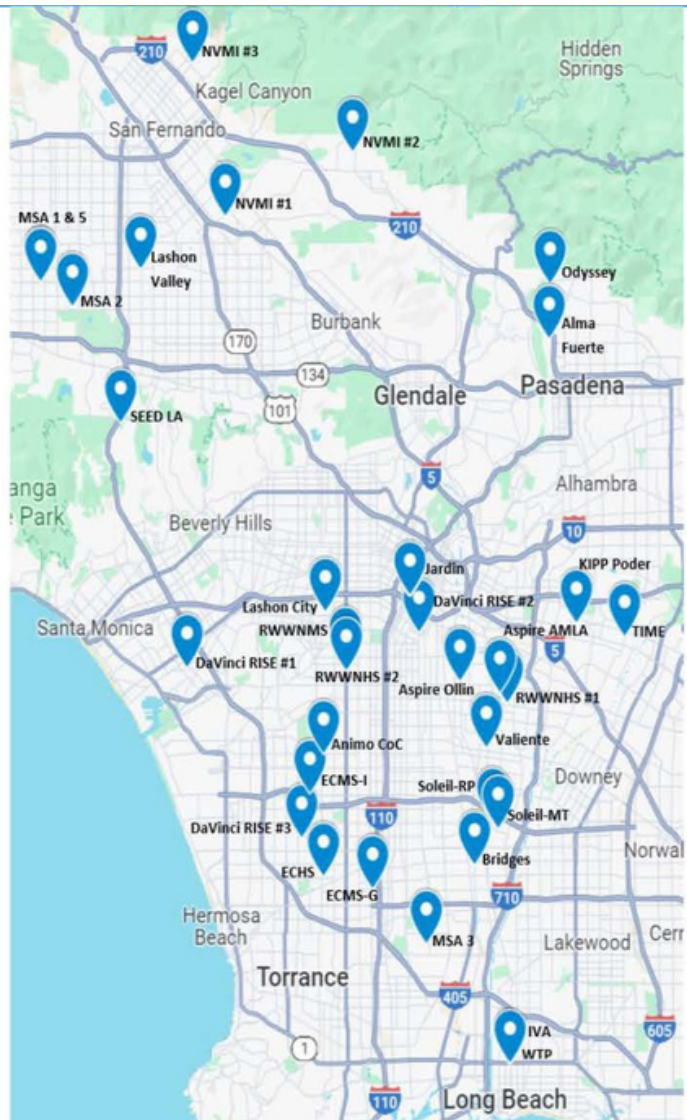 210
NVMI #3
Hidden
Springs
Kagel Canyon
San Fernando
NVMI #2
NVMI #1
210
MSA 1 & 5
Lashon
Valley
Odyssey
MSA 2
Alma
Fuerte
Burbank
170
134
Glendale
Pasadena
101
SEED LA
5
anga
Park
Alhambra
Beverly Hills
10
Jardin
KIPP Poder
Lashon City
DaVinci RISE #2
Santa Monica
RWWNMS
Aspire AMLA
TIME
5
DaVinci RISE #1
RWWNHS #2
Aspire Ollin
RWWNHS #1
Animo CoC
Valiente
ECMS-I
Soleil-RP
Downey
110
Soleil-MT
DaVinci RISE #3
Bridges
Norwal
ECHS
ECMS-G
710
Hermosa
Beach
MSA 3
Lakewood
Cerr
Torrance
405
IVA
605
WTP
1
110
Long Beach